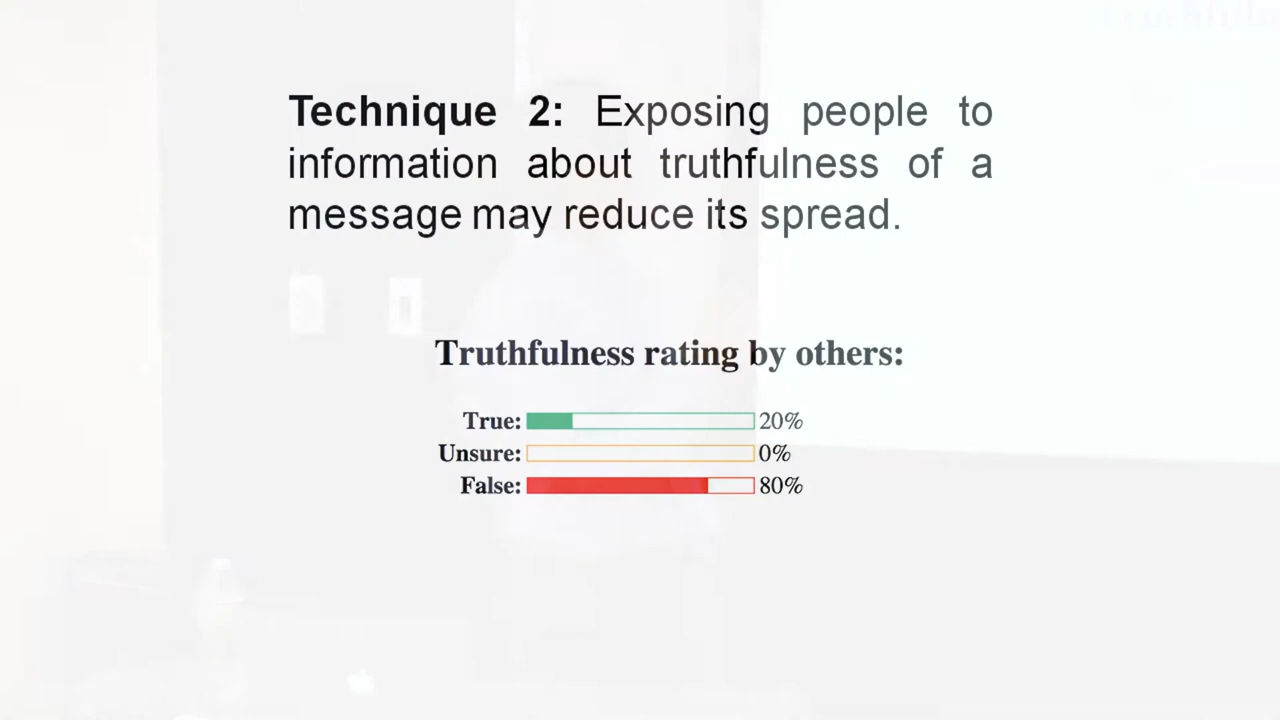 Technique 2: Exposing people to
information about truthfulness of a
message may reduce its spread.
Truthfulness rating by others:
True: 20%
Unsure: 0%
False: 80%